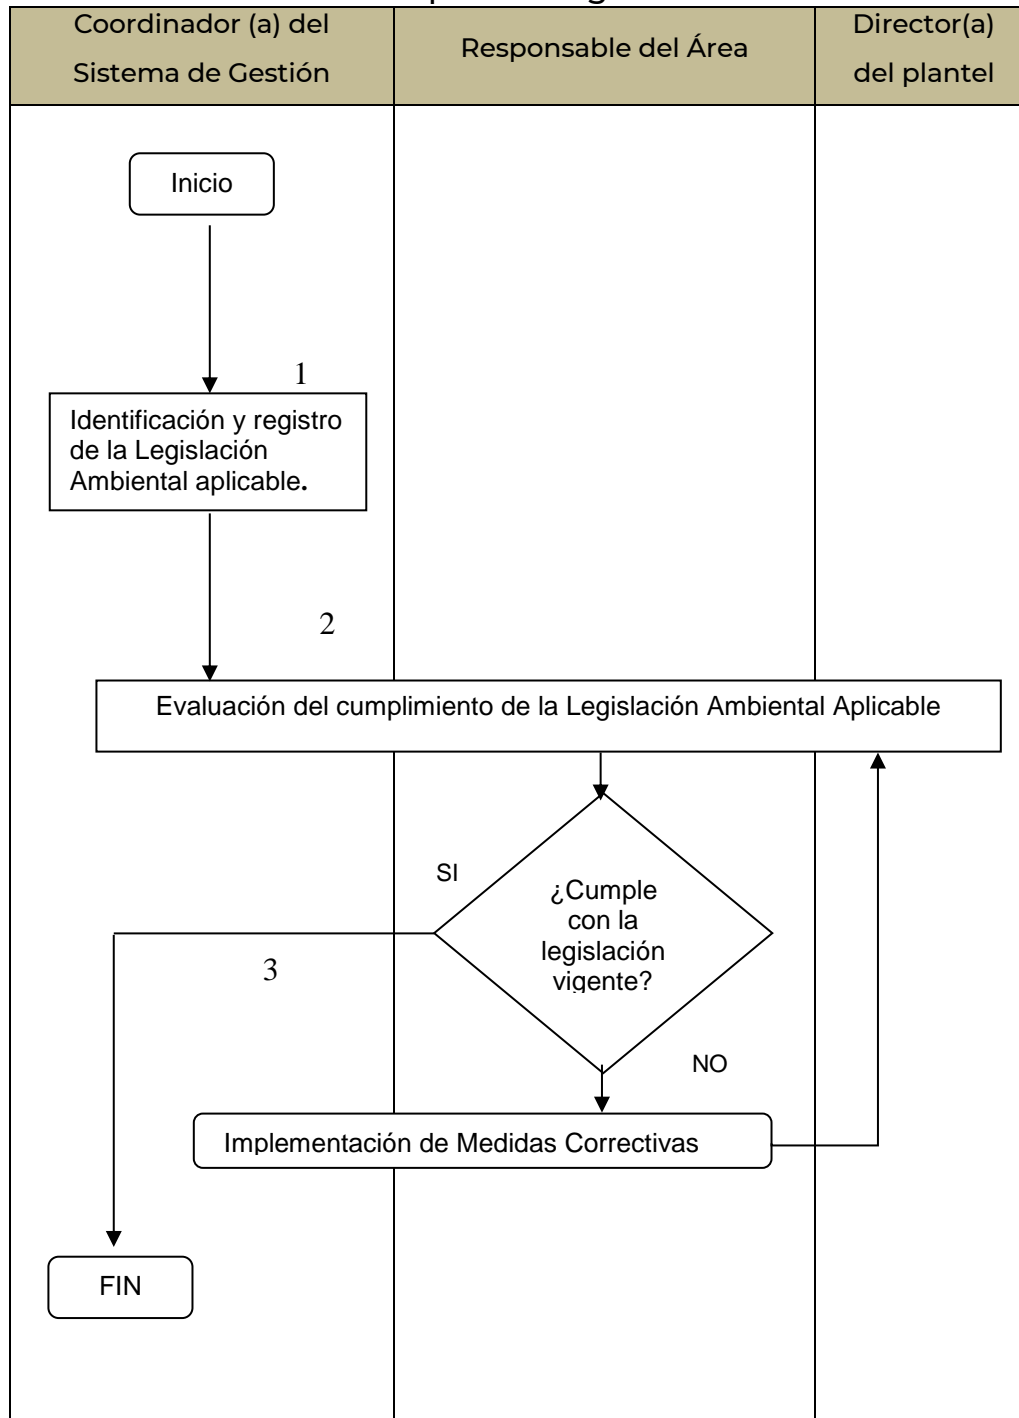 Coordinador (a) del
Sistema de Gestión
Responsable del Área
Director(a)
del plantel
Inicio
1
Identificación y registro
de la Legislación
Ambiental aplicable.
2
Evaluación del cumplimiento de la Legislación Ambiental Aplicable
SI
¿Cumple
con la
legislación
vigente?
3
NO
Implementación de Medidas Correctivas
FIN